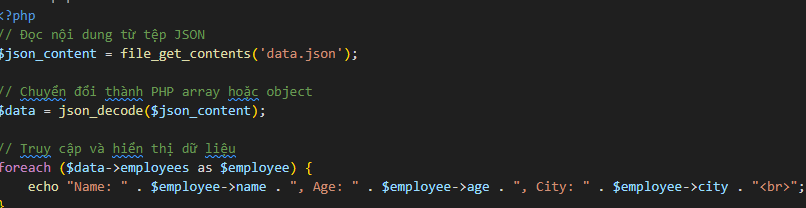 <?php
// Đọc nội dung từ tệp JSON
$json_content = file_get_contents('data.json');
// Chuyển đổi thành PHP array hoặc object
$data = json_decode($json_content);
// Truy cập và hiển thị dữ liệu
foreach ($data->employees as $employee) {
echo "Name: " . $employee->name . ", Age: " . $employee->age . ", City: " . $employee->city . "<br>";
}